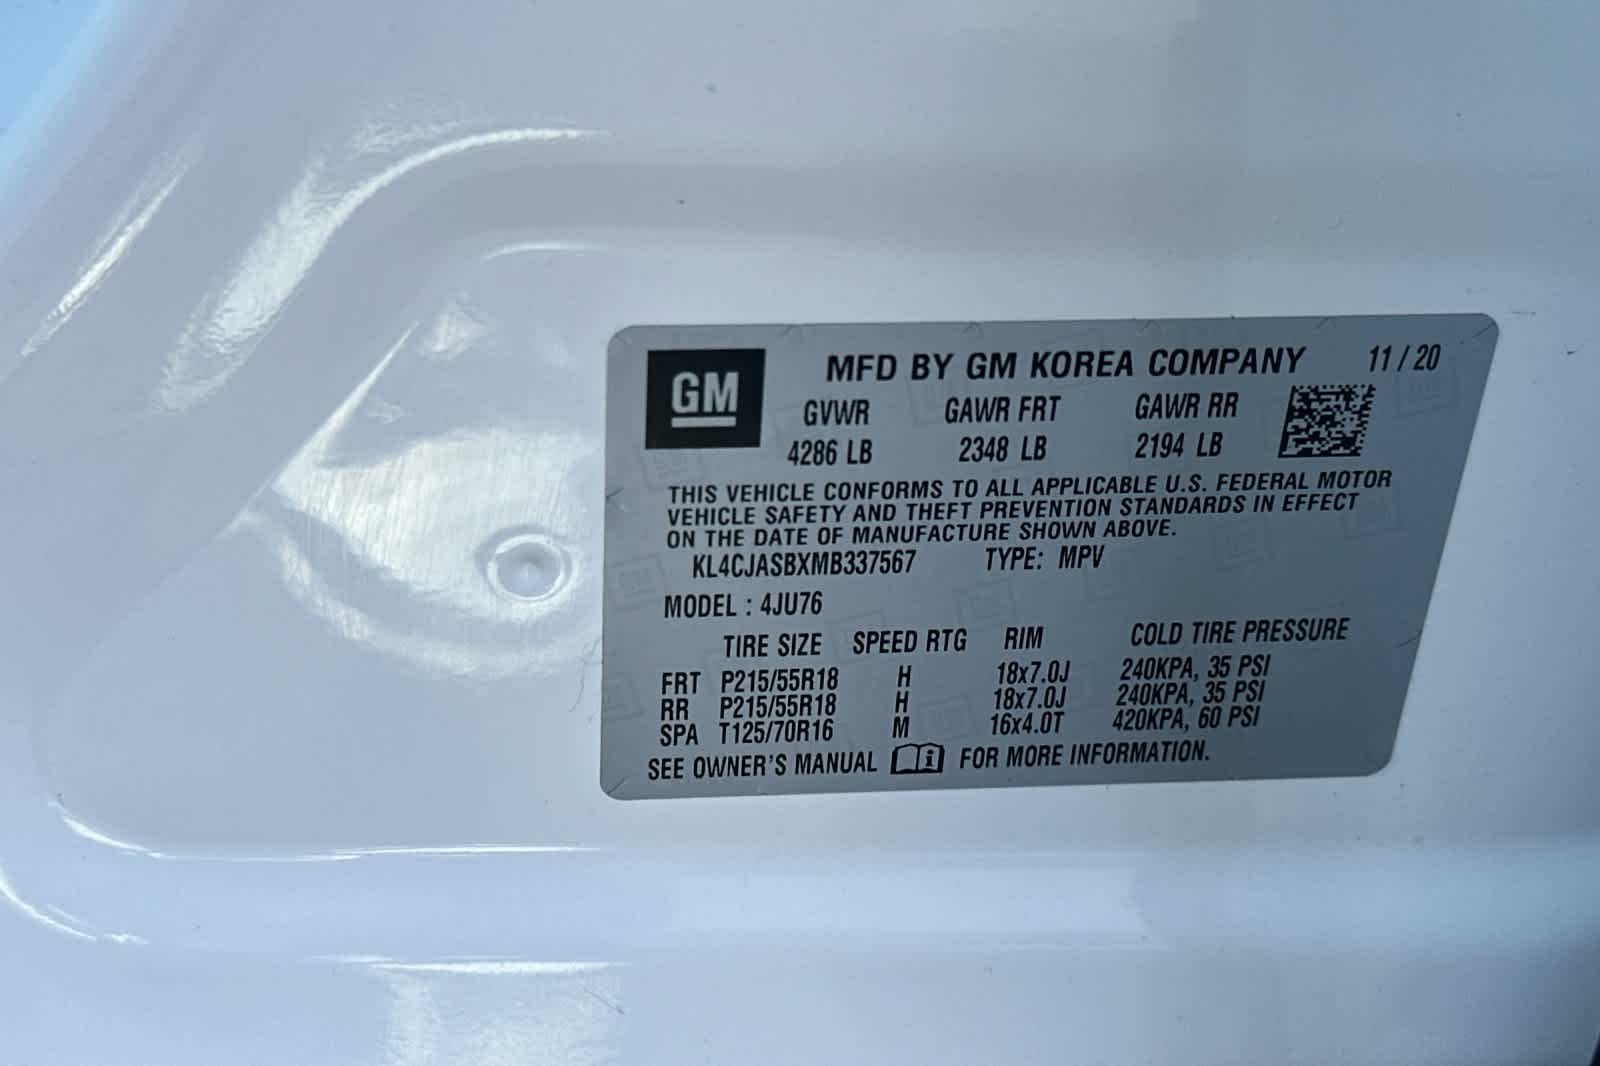 GM
MFD BY GM KOREA COMPANY 11/20
GVWR GAWR FRT GAWR RR
4286 LB 2348 LB 2194 LB
THIS VEHICLE CONFORMS TO ALL APPLICABLE U.S. FEDERAL MOTOR
VEHICLE SAFETY AND THEFT PREVENTION STANDARDS IN EFFECT
ON THE DATE OF MANUFACTURE SHOWN ABOVE.
KL4CJASBXMB337567 TYPE: MPV
MODEL : 4JU76
TIRE SIZE SPEED RTG RIM COLD TIRE PRESSURE
FRT P215/55R18 H 18x7.0J 240KPA, 35 PSI
RR P215/55R18 H 18x7.0J 240KPA, 35 PSI
SPA T125/70R16 M 16x4.0T 420KPA, 60 PSI
SEE OWNER'S MANUAL i FOR MORE INFORMATION.